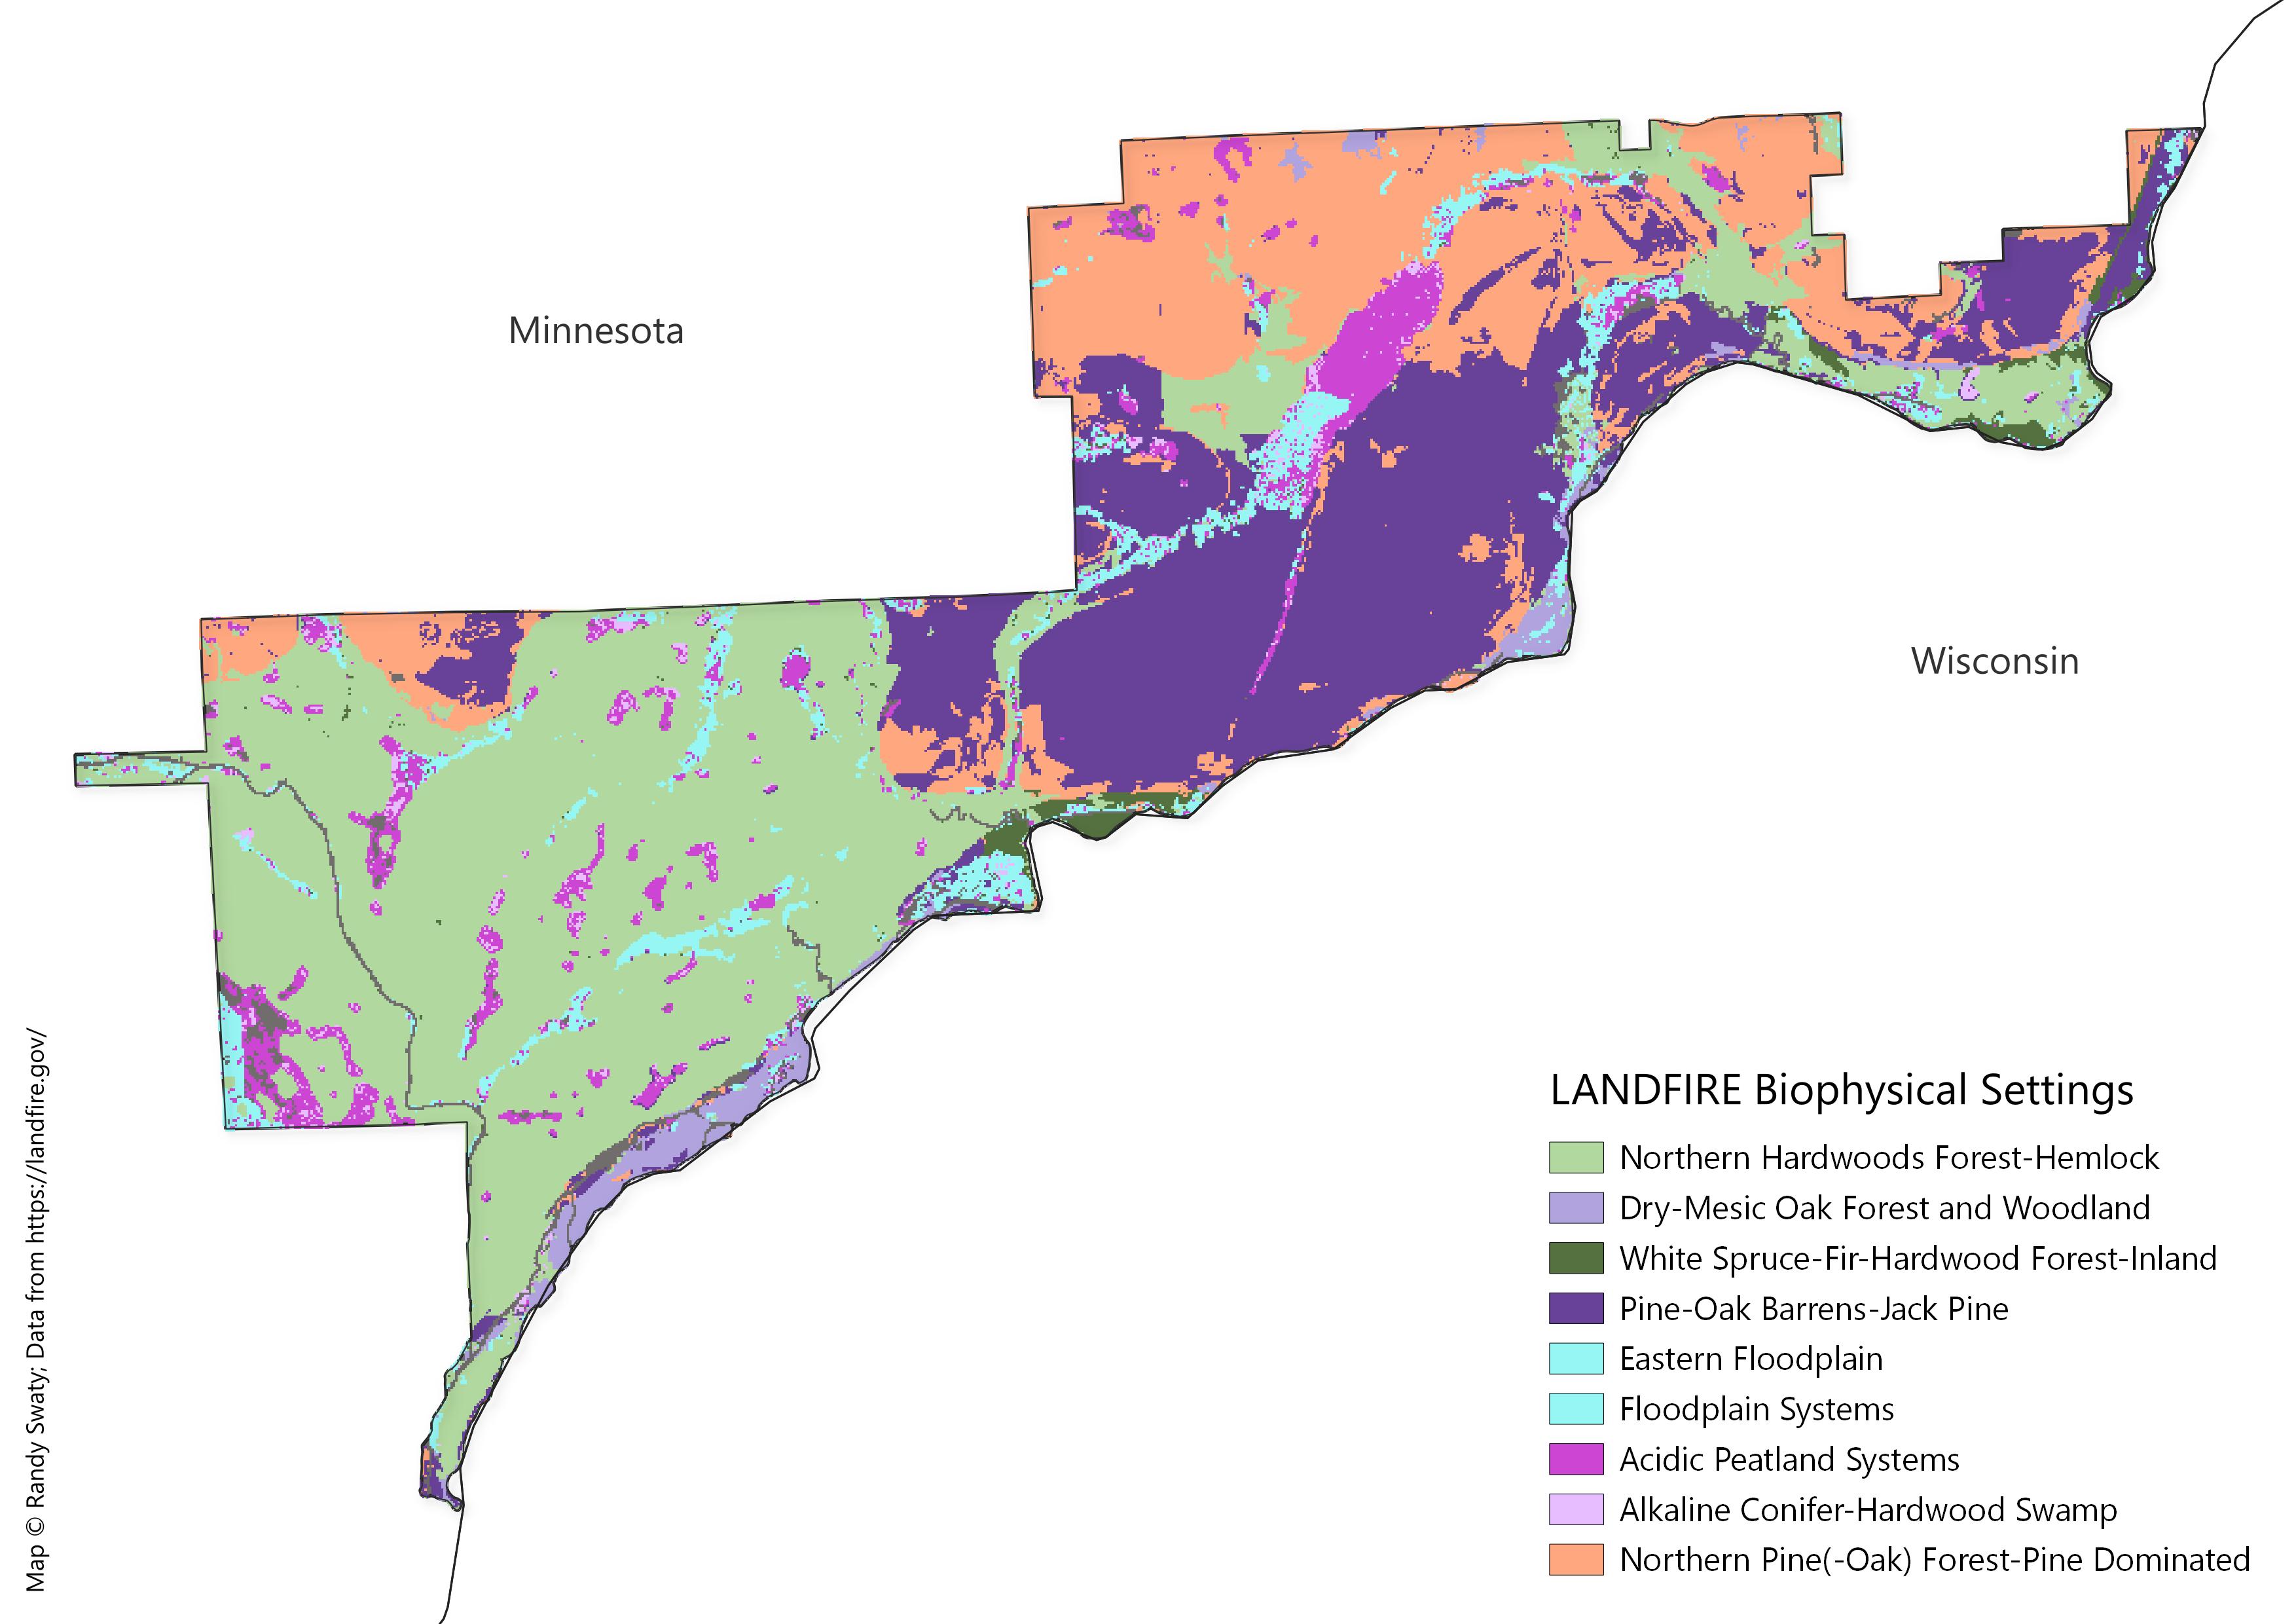 Minnesota
Wisconsin
LANDFIRE Biophysical Settings
Northern Hardwoods Forest-Hemlock
Dry-Mesic Oak Forest and Woodland
White Spruce-Fir-Hardwood Forest-Inland
Pine-Oak Barrens-Jack Pine
Eastern Floodplain
Floodplain Systems
Acidic Peatland Systems
Alkaline Conifer-Hardwood Swamp
Northern Pine(-Oak) Forest-Pine Dominated
Map © Randy Swaty; Data from https://landfire.gov/